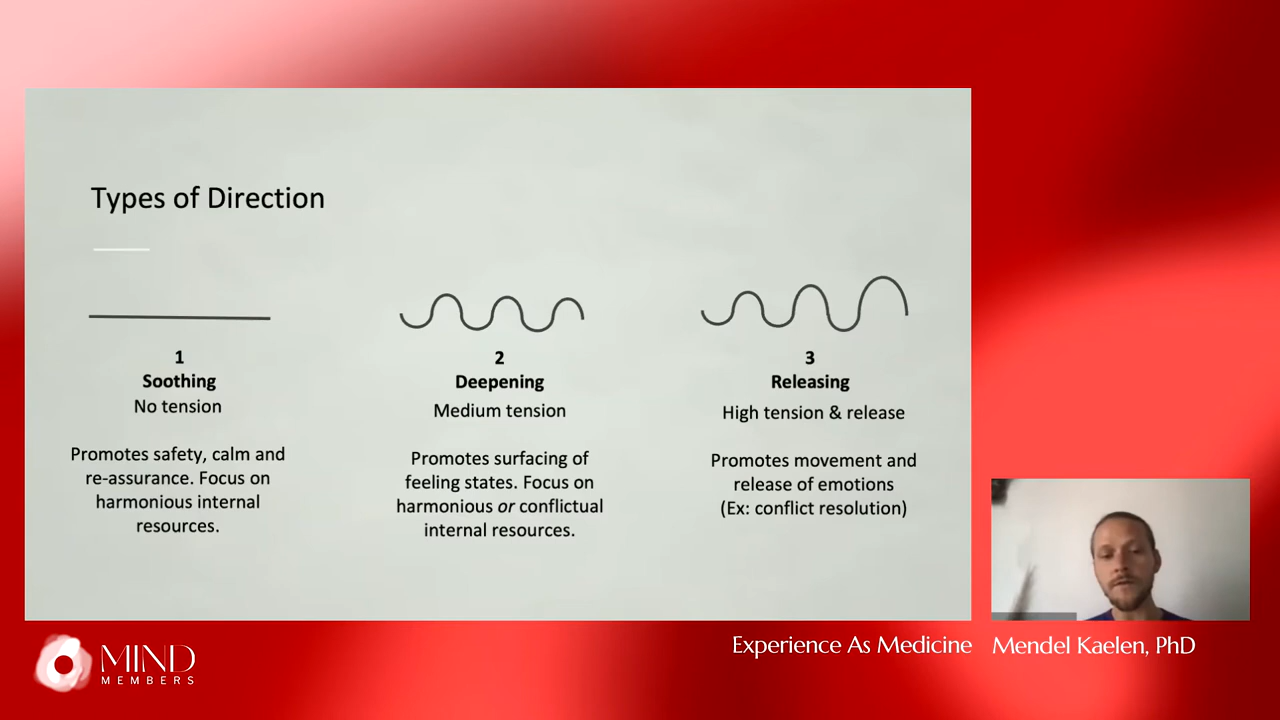 Types of Direction
1
Soothing
No tension
Promotes safety, calm and
re-assurance. Focus on
harmonious internal
resources.
2
Deepening
Medium tension
Promotes surfacing of
feeling states. Focus on
harmonious or conflictual
internal resources.
3
Releasing
High tension & release
Promotes movement and
release of emotions
(Ex: conflict resolution)
MIND
MEMBERS
Experience As Medicine
Mendel Kaelen, PhD